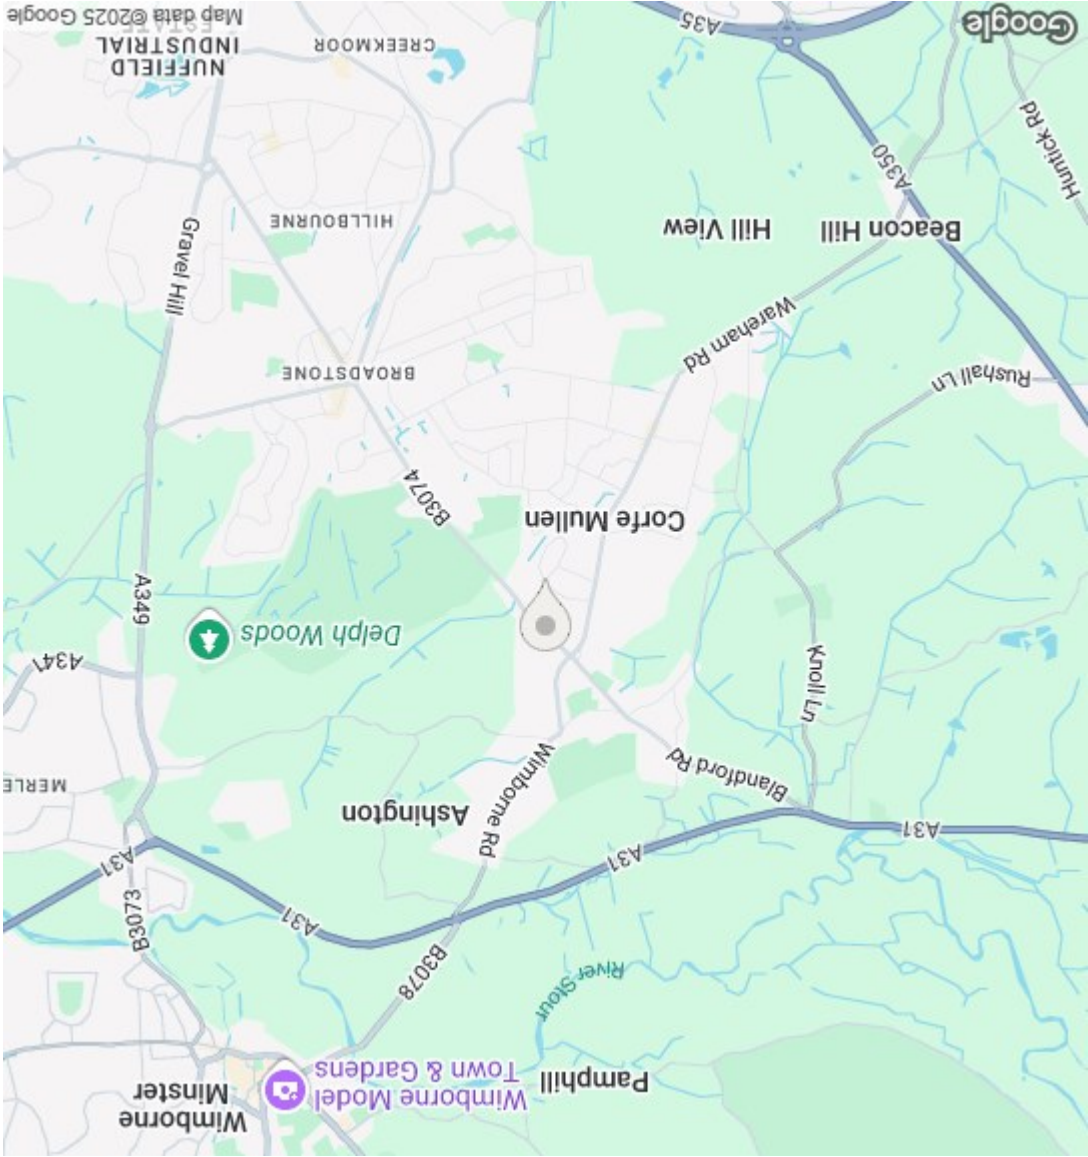 Wimborne
Minster
Wimborne Model
Town & Gardens
Pamphill
River Stour
B3078
B3073
A31
A31
A31
A31
MERLE
Ashington
Wimborne Rd
Blandford Rd
Knoll Ln
A341
Delph Woods
A349
Corfe Mullen
B3074
BROADSTONE
Rushall Ln
Wareham Rd
Gravel Hill
HILLBOURNE
Hill View
Beacon Hill
A350
Huntick Rd
CREEKMOOR
NUFFIELD
INDUSTRIAL
ESTATE
A35
Google
Map data ©2025 Google